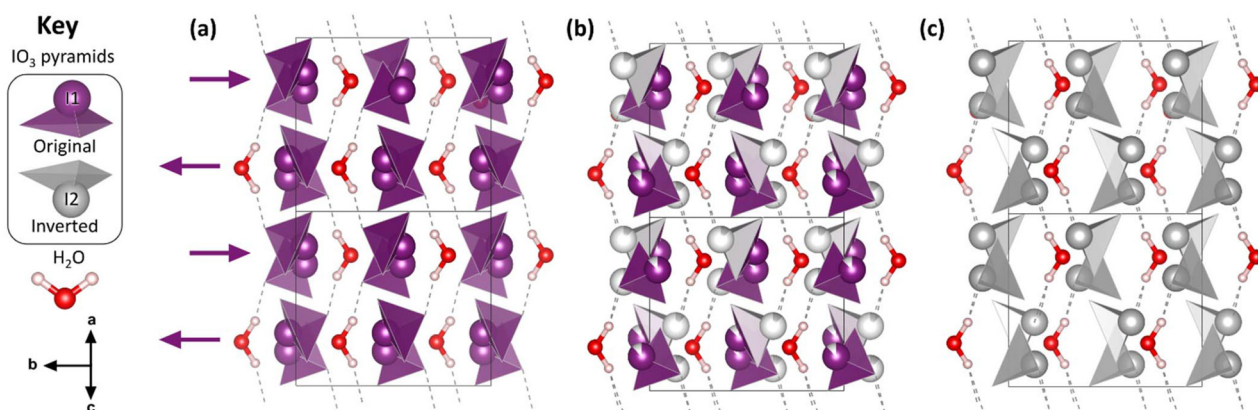 Key
IO₃ pyramids
I1
Original
I2
Inverted
H₂O
a
b
c
(a)
(b)
(c)